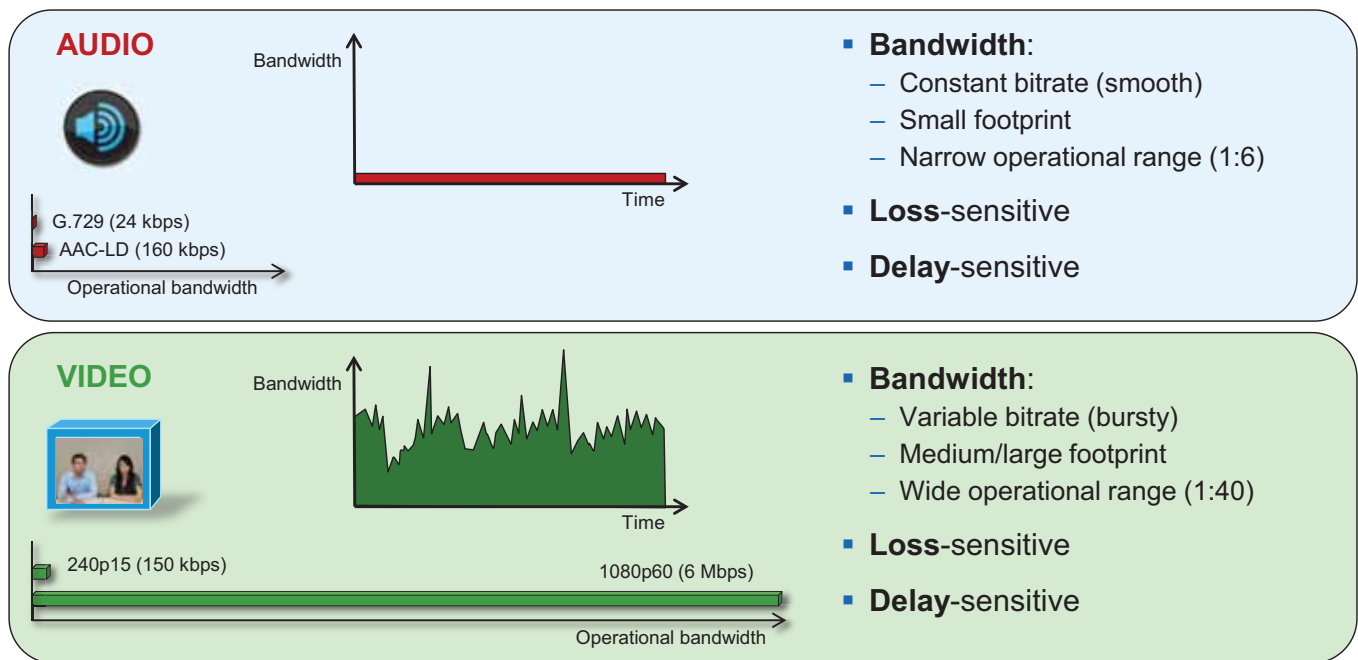 AUDIO
Bandwidth
Time
G.729 (24 kbps)
AAC-LD (160 kbps)
Operational bandwidth
▪ Bandwidth:
– Constant bitrate (smooth)
– Small footprint
– Narrow operational range (1:6)
▪ Loss-sensitive
▪ Delay-sensitive
VIDEO
Bandwidth
Time
240p15 (150 kbps)
1080p60 (6 Mbps)
Operational bandwidth
▪ Bandwidth:
– Variable bitrate (bursty)
– Medium/large footprint
– Wide operational range (1:40)
▪ Loss-sensitive
▪ Delay-sensitive